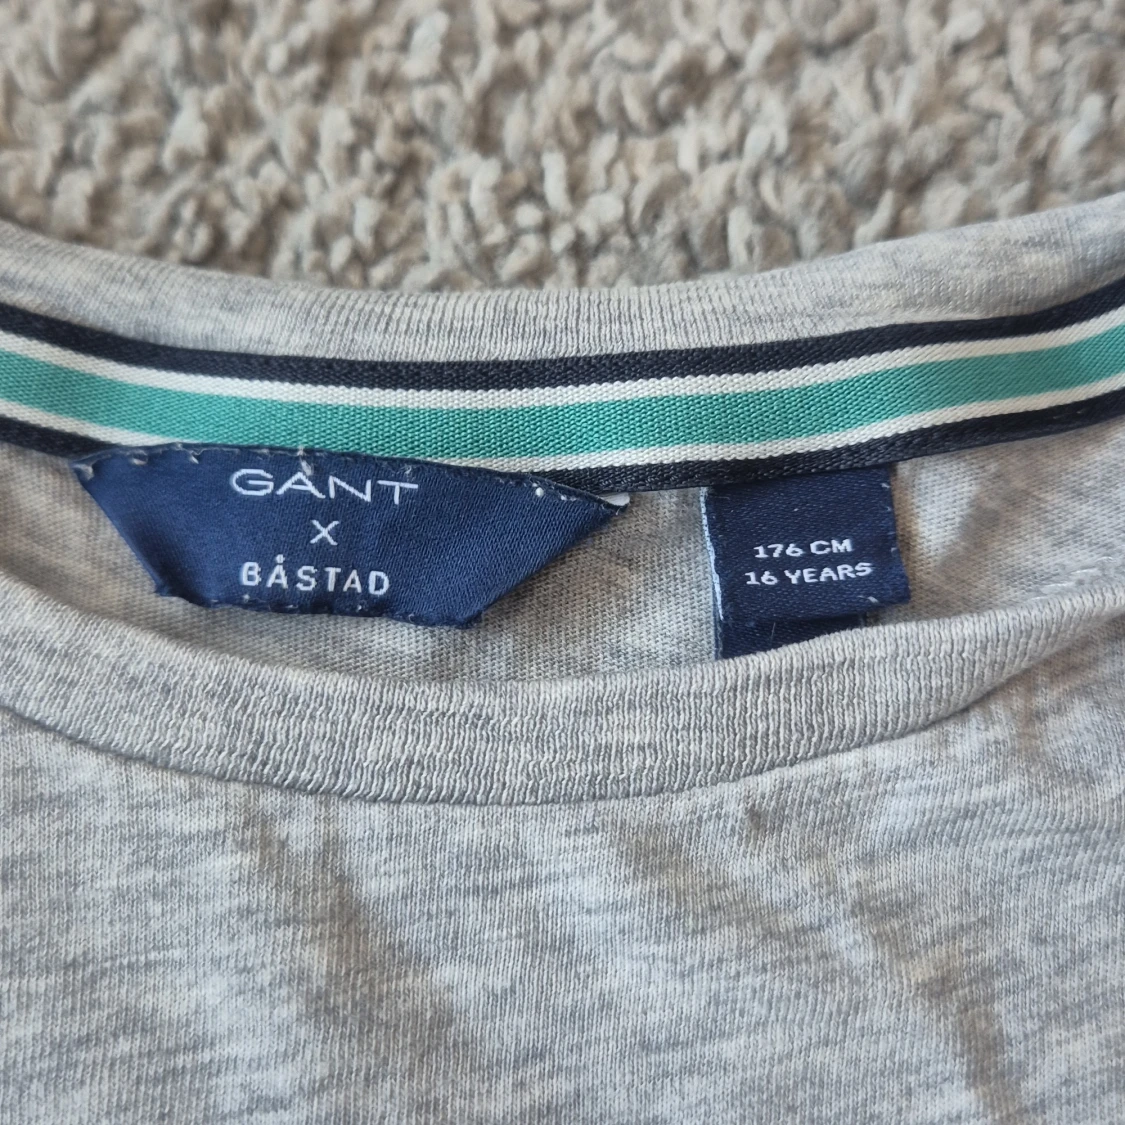 GANT
X
BÅSTAD
176 CM
16 YEARS